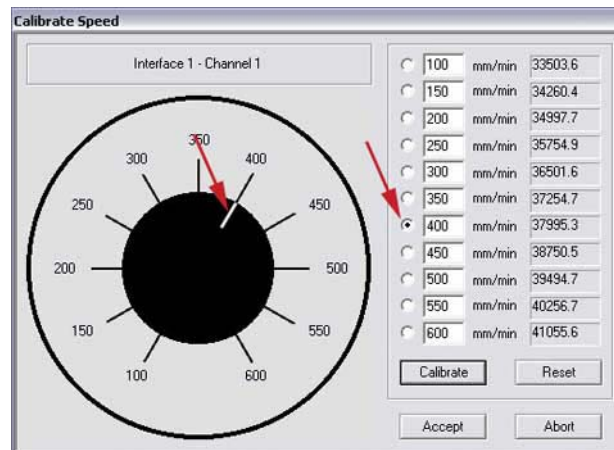 Calibrate Speed
Interface 1 - Channel 1
350
300
400
250
450
200
500
150
550
100
600
100 mm/min 33503.6
150 mm/min 34260.4
200 mm/min 34997.7
250 mm/min 35754.9
300 mm/min 36501.6
350 mm/min 37254.7
400 mm/min 37995.3
450 mm/min 38750.5
500 mm/min 39494.7
550 mm/min 40256.7
600 mm/min 41055.6
Calibrate Reset
Accept Abort